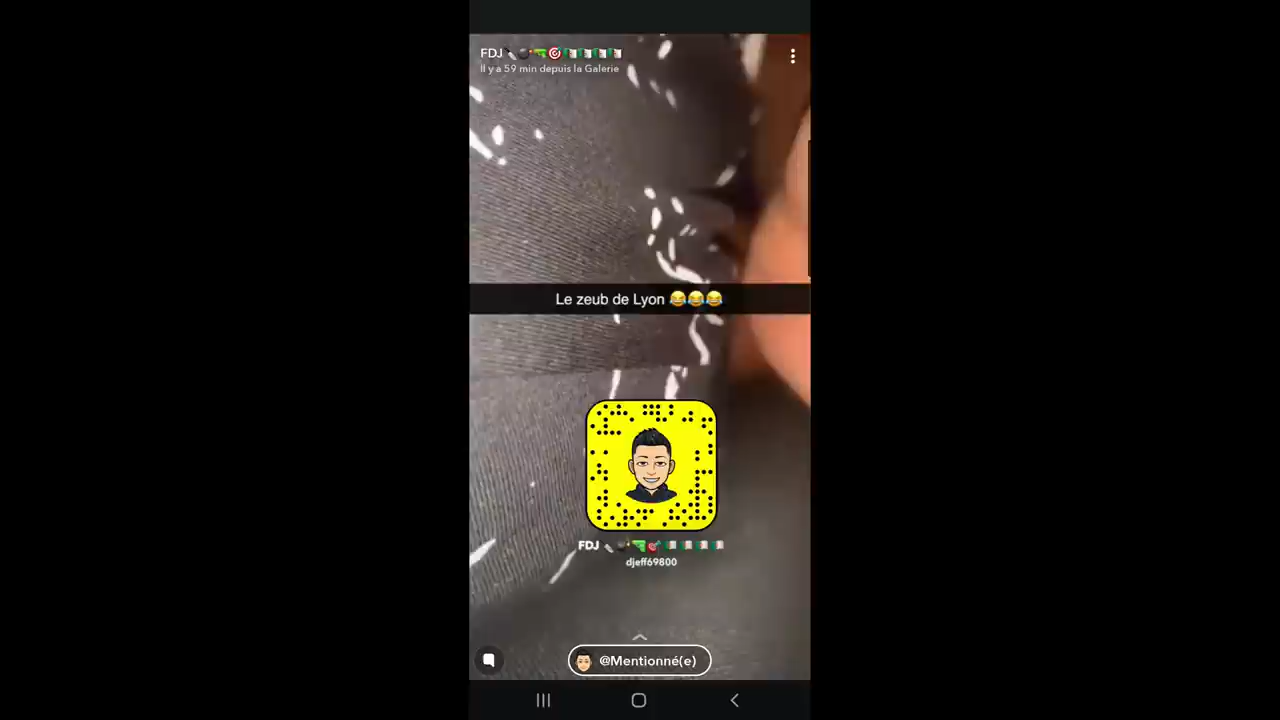 FDJ🔪💣🔫🎯🇩🇿🇩🇿🇩🇿🇩🇿
Il y a 59 min depuis la Galerie
Le zeub de Lyon 😂😂😂
FDJ🔪💣🔫🎯🇩🇿🇩🇿🇩🇿🇩🇿
djeff69800
@Mentionné(e)